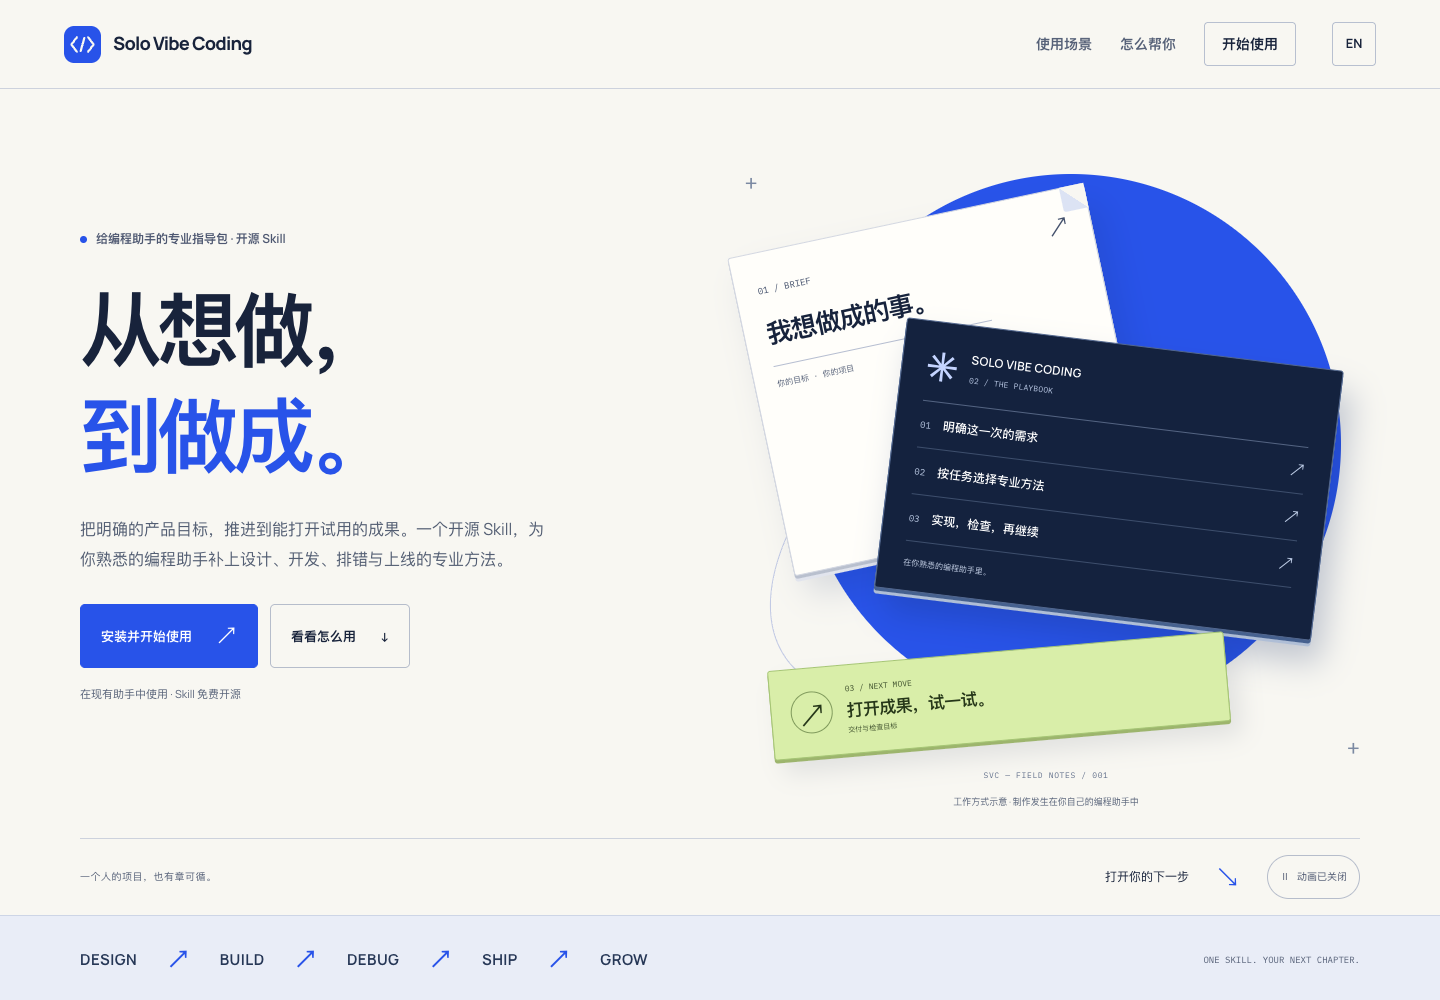 Solo Vibe Coding
使用场景
怎么帮你
开始使用
EN
给编程助手的专业指导包 · 开源 Skill
从想做，
到做成。
把明确的产品目标，推进到能打开试用的成果。一个开源 Skill，为
你熟悉的编程助手补上设计、开发、排错与上线的专业方法。
安装并开始使用
看看怎么用 ↓
在现有助手中使用 · Skill 免费开源
01 / BRIEF
我想做成的事。
你的目标 · 你的项目
SOLO VIBE CODING
02 / THE PLAYBOOK
01 明确这一次的需求
02 按任务选择专业方法
03 实现，检查，再继续
在你熟悉的编程助手里。
03 / NEXT MOVE
打开成果，试一试。
交付与检查目标
SVC — FIELD NOTES / 001
工作方式示意 · 制作发生在你自己的编程助手中
一个人的项目，也有章可循。
打开你的下一步
动画已关闭
DESIGN
BUILD
DEBUG
SHIP
GROW
ONE SKILL. YOUR NEXT CHAPTER.